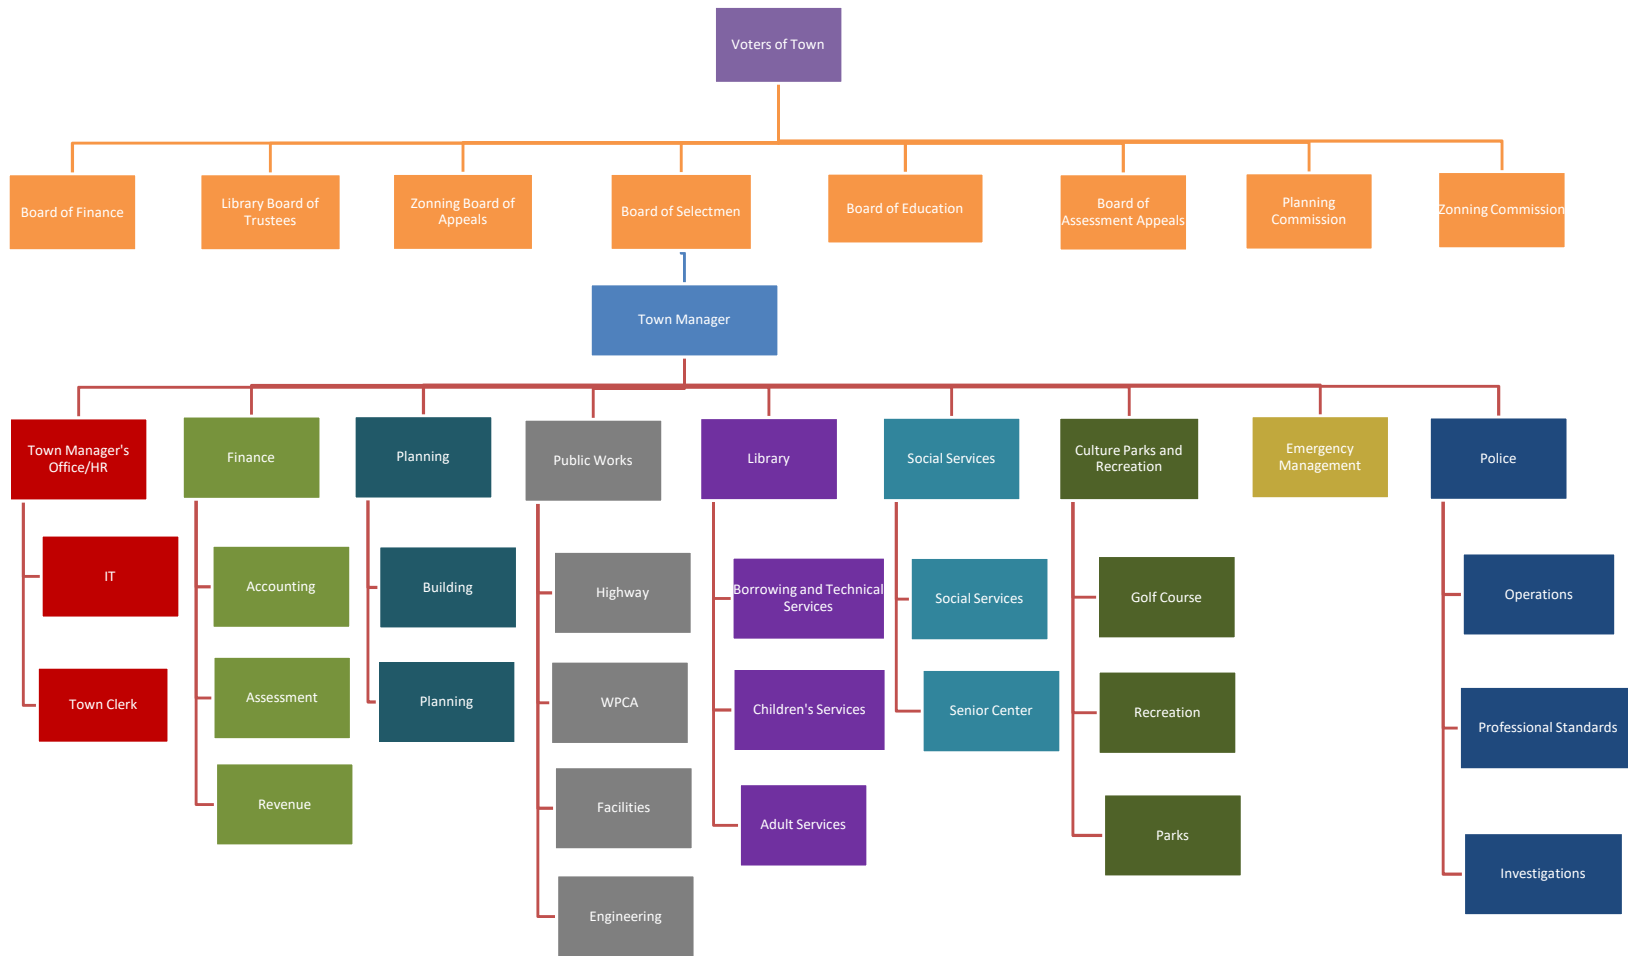 Voters of Town
Board of Finance
Library Board of
Trustees
Zonning Board of
Appeals
Board of Selectmen
Board of Education
Board of
Assessment Appeals
Planning
Commission
Zonning Commission
Town Manager
Town Manager's
Office/HR
Finance
Planning
Public Works
Library
Social Services
Culture Parks and
Recreation
Emergency
Management
Police
IT
Town Clerk
Accounting
Assessment
Revenue
Building
Planning
Highway
WPCA
Facilities
Engineering
Borrowing and Technical
Services
Children's Services
Adult Services
Social Services
Senior Center
Golf Course
Recreation
Parks
Operations
Professional Standards
Investigations